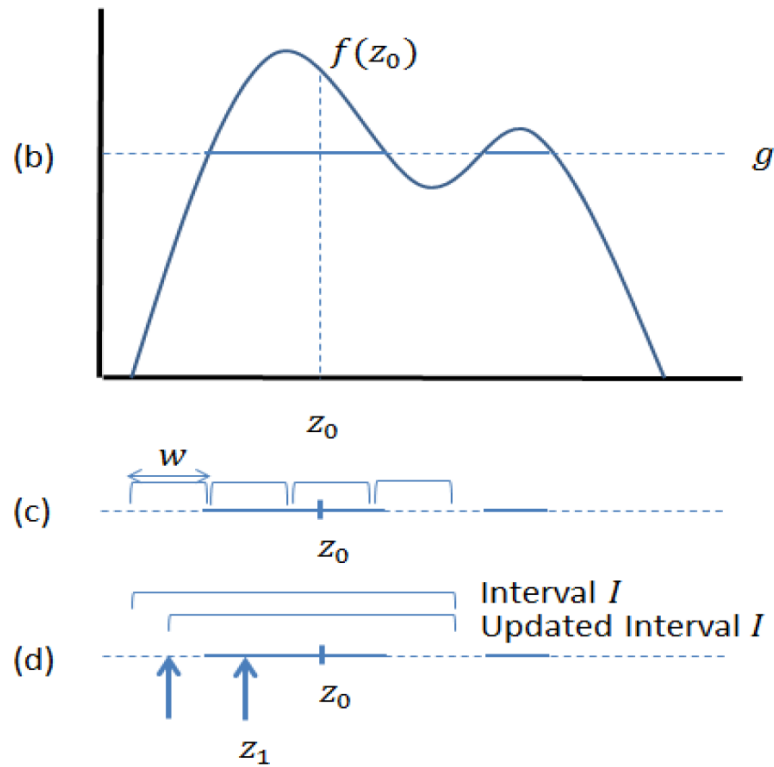 f(z₀)
(b)
g
z₀
w
(c)
z₀
Interval I
Updated Interval I
(d)
z₀
z₁